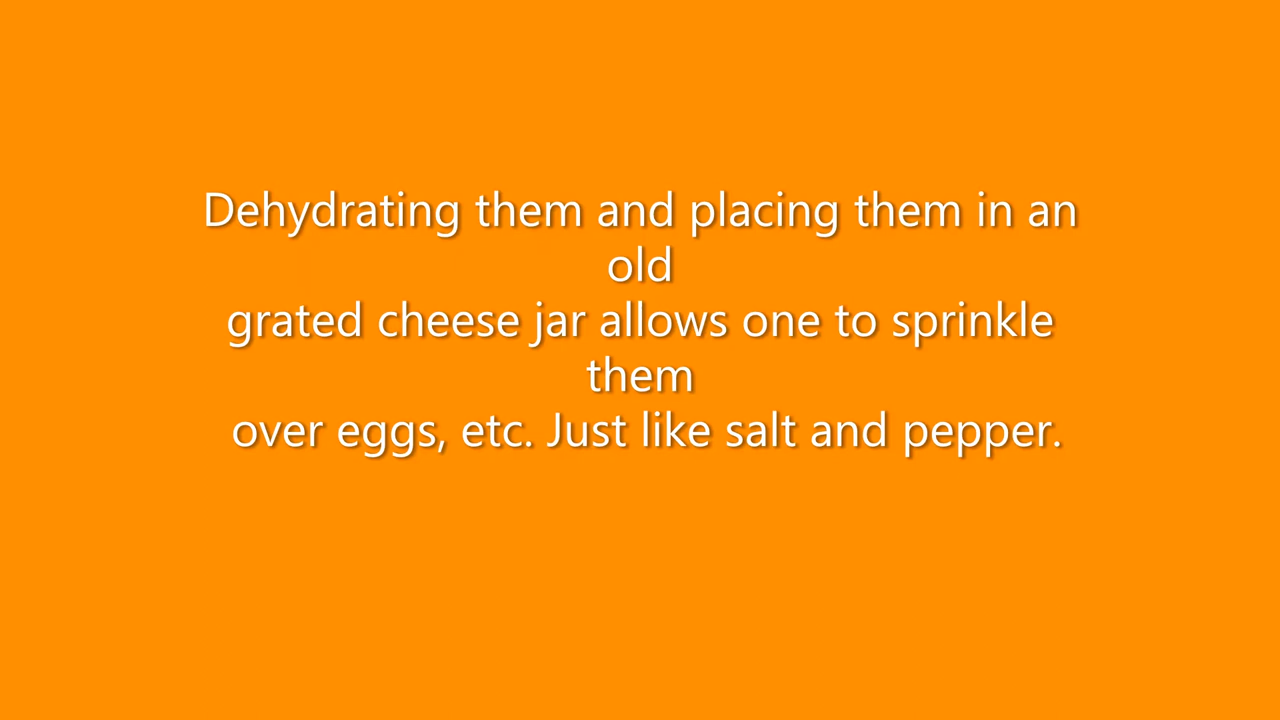 Dehydrating them and placing them in an
old
grated cheese jar allows one to sprinkle
them
over eggs, etc. Just like salt and pepper.